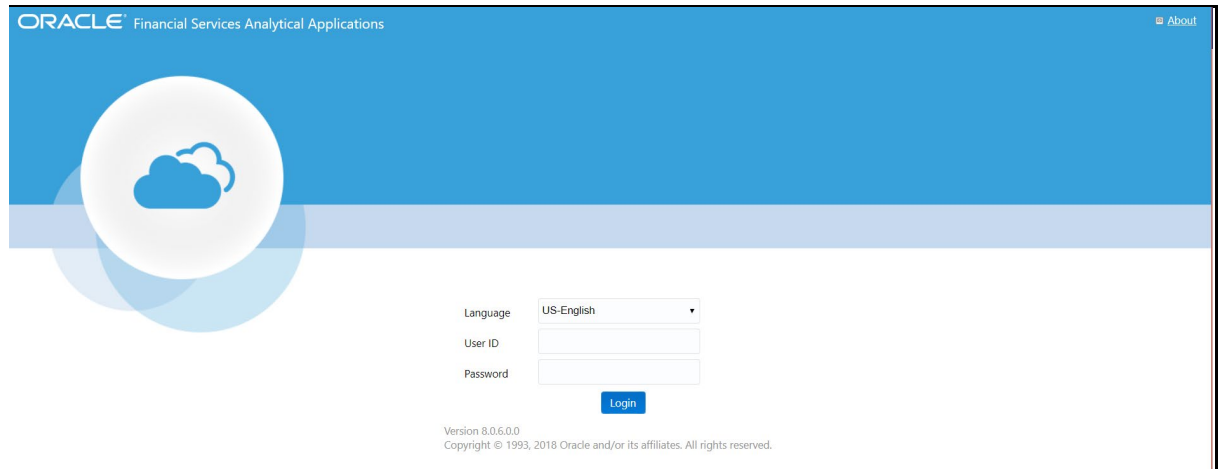 ORACLE® Financial Services Analytical Applications
About
Language US-English
User ID
Password
Login
Version 8.0.6.0.0
Copyright © 1993, 2018 Oracle and/or its affiliates. All rights reserved.